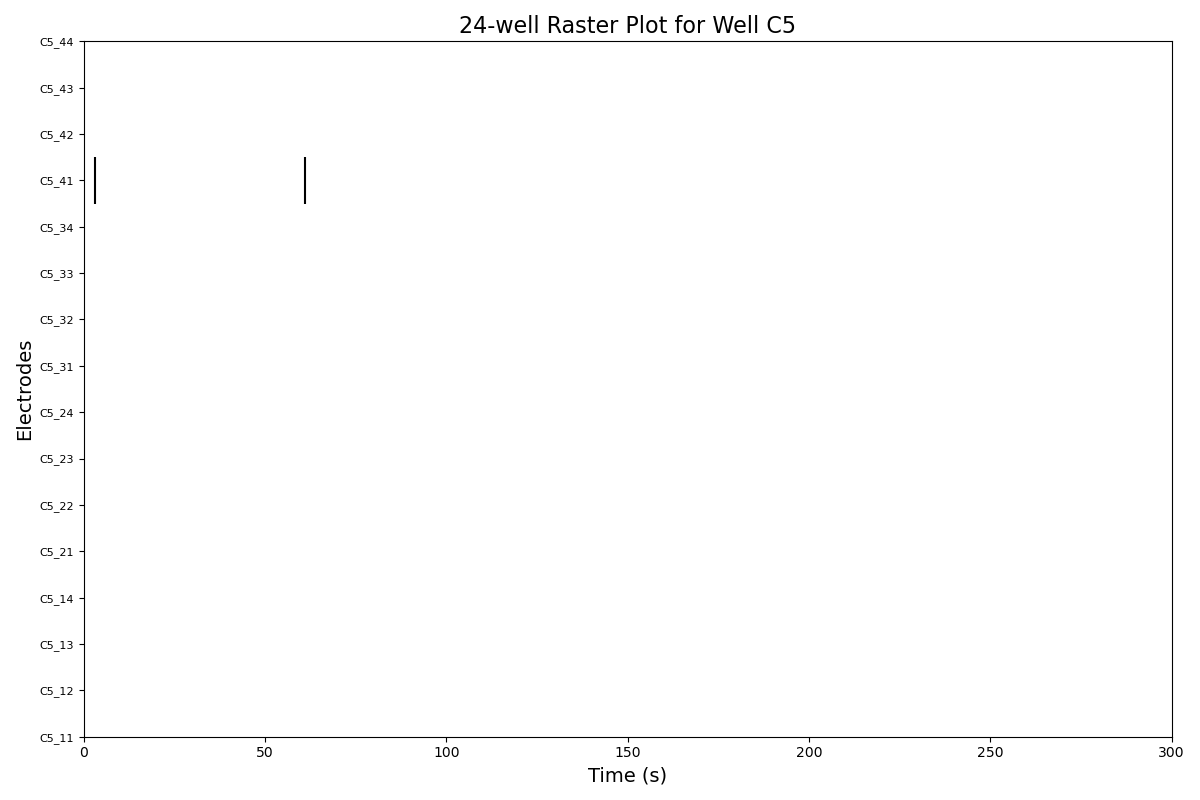 24-well Raster Plot for Well C5
C5_44
C5_43
C5_42
C5_41
C5_34
C5_33
C5_32
C5_31
C5_24
C5_23
C5_22
C5_21
C5_14
C5_13
C5_12
C5_11
Electrodes
0 50 100 150 200 250 300
Time (s)